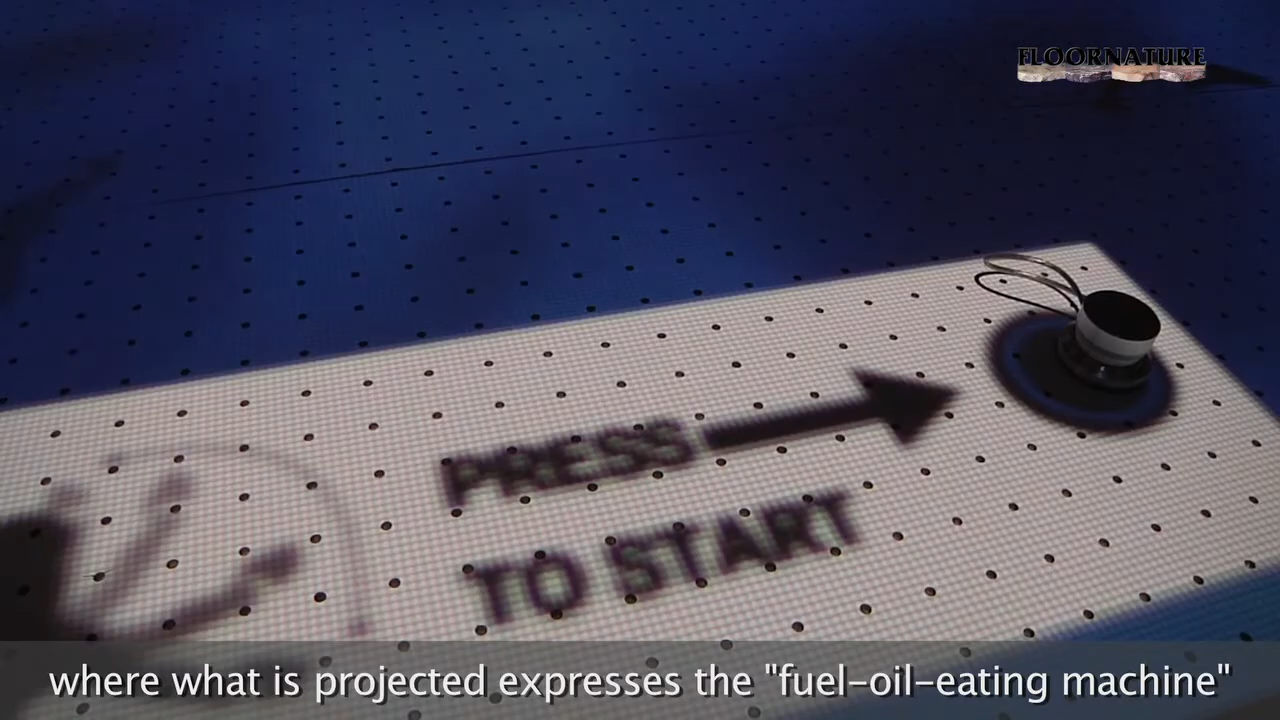 FLOORNATURE
PRESS
TO START
where what is projected expresses the "fuel-oil-eating machine"